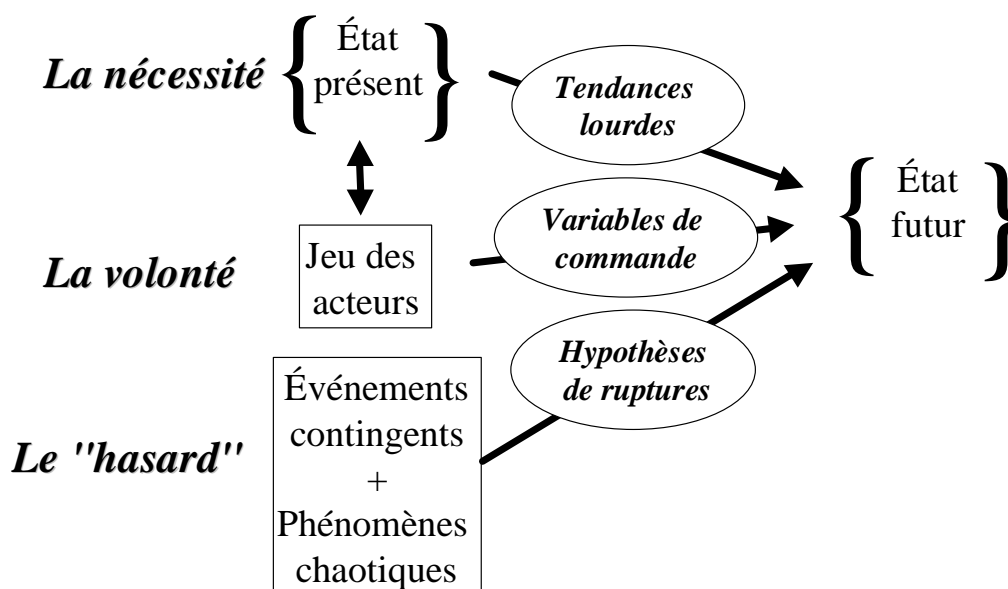 La nécessité
État
présent
Tendances
lourdes
État
futur
La volonté
Jeu des
acteurs
Variables de
commande
Hypothèses
de ruptures
Le "hasard"
Événements
contingents
+
Phénomènes
chaotiques